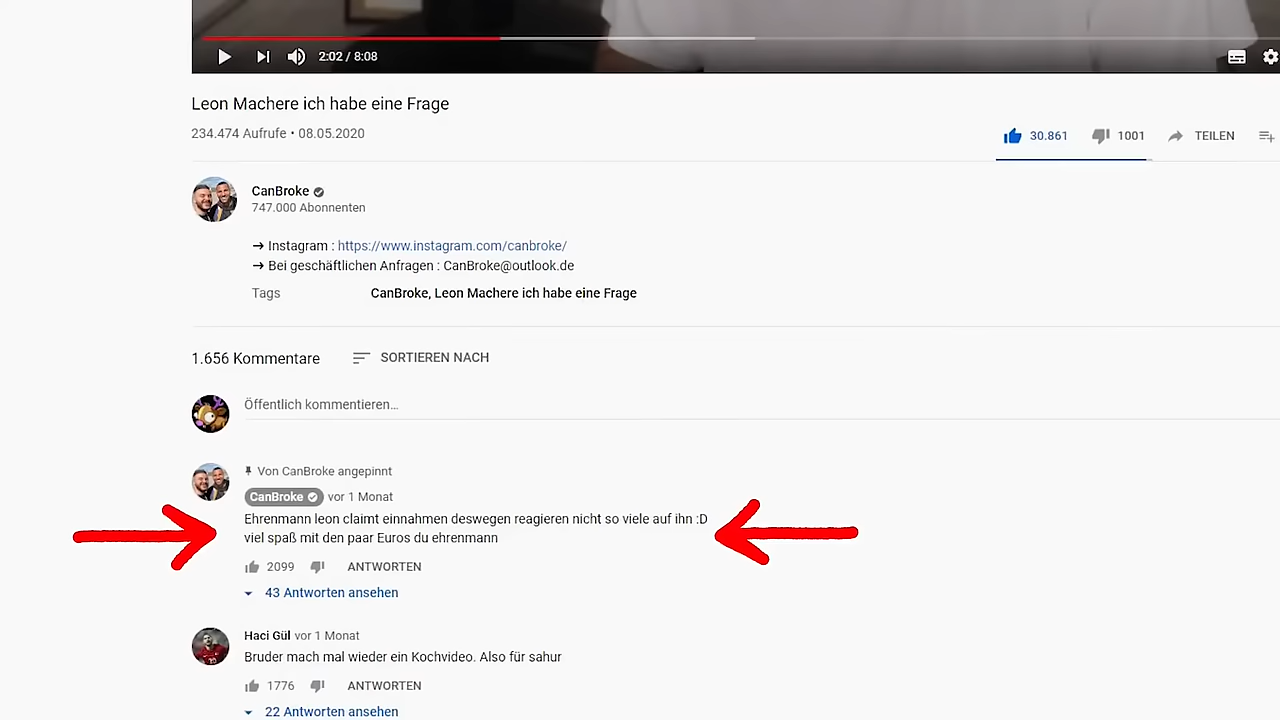 2:02 / 8:08
Leon Machere ich habe eine Frage
234.474 Aufrufe • 08.05.2020
30.861
1001
TEILEN
CanBroke
747.000 Abonnenten
→ Instagram : https://www.instagram.com/canbroke/
→ Bei geschäftlichen Anfragen : CanBroke@outlook.de
Tags
CanBroke, Leon Machere ich habe eine Frage
1.656 Kommentare
SORTIEREN NACH
Öffentlich kommentieren…
Von CanBroke angepinnt
CanBroke vor 1 Monat
Ehrenmann leon claimt einnahmen deswegen reagieren nicht so viele auf ihn :D
viel spaß mit den paar Euros du ehrenmann
2099
ANTWORTEN
43 Antworten ansehen
Haci Gül vor 1 Monat
Bruder mach mal wieder ein Kochvideo. Also für sahur
1776
ANTWORTEN
22 Antworten ansehen